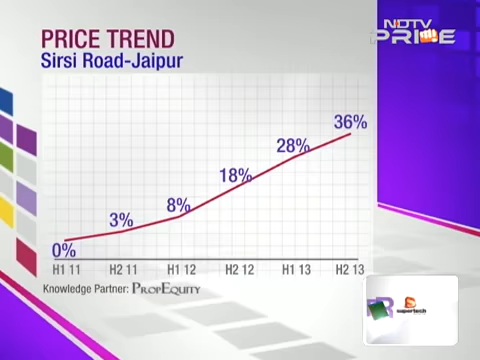 NDTV
PRICE
PRICE TREND
Sirsi Road-Jaipur
36%
28%
18%
8%
3%
0%
H1 11 H2 11 H1 12 H2 12 H1 13 H2 13
Knowledge Partner: PROPEQUITY
supertech